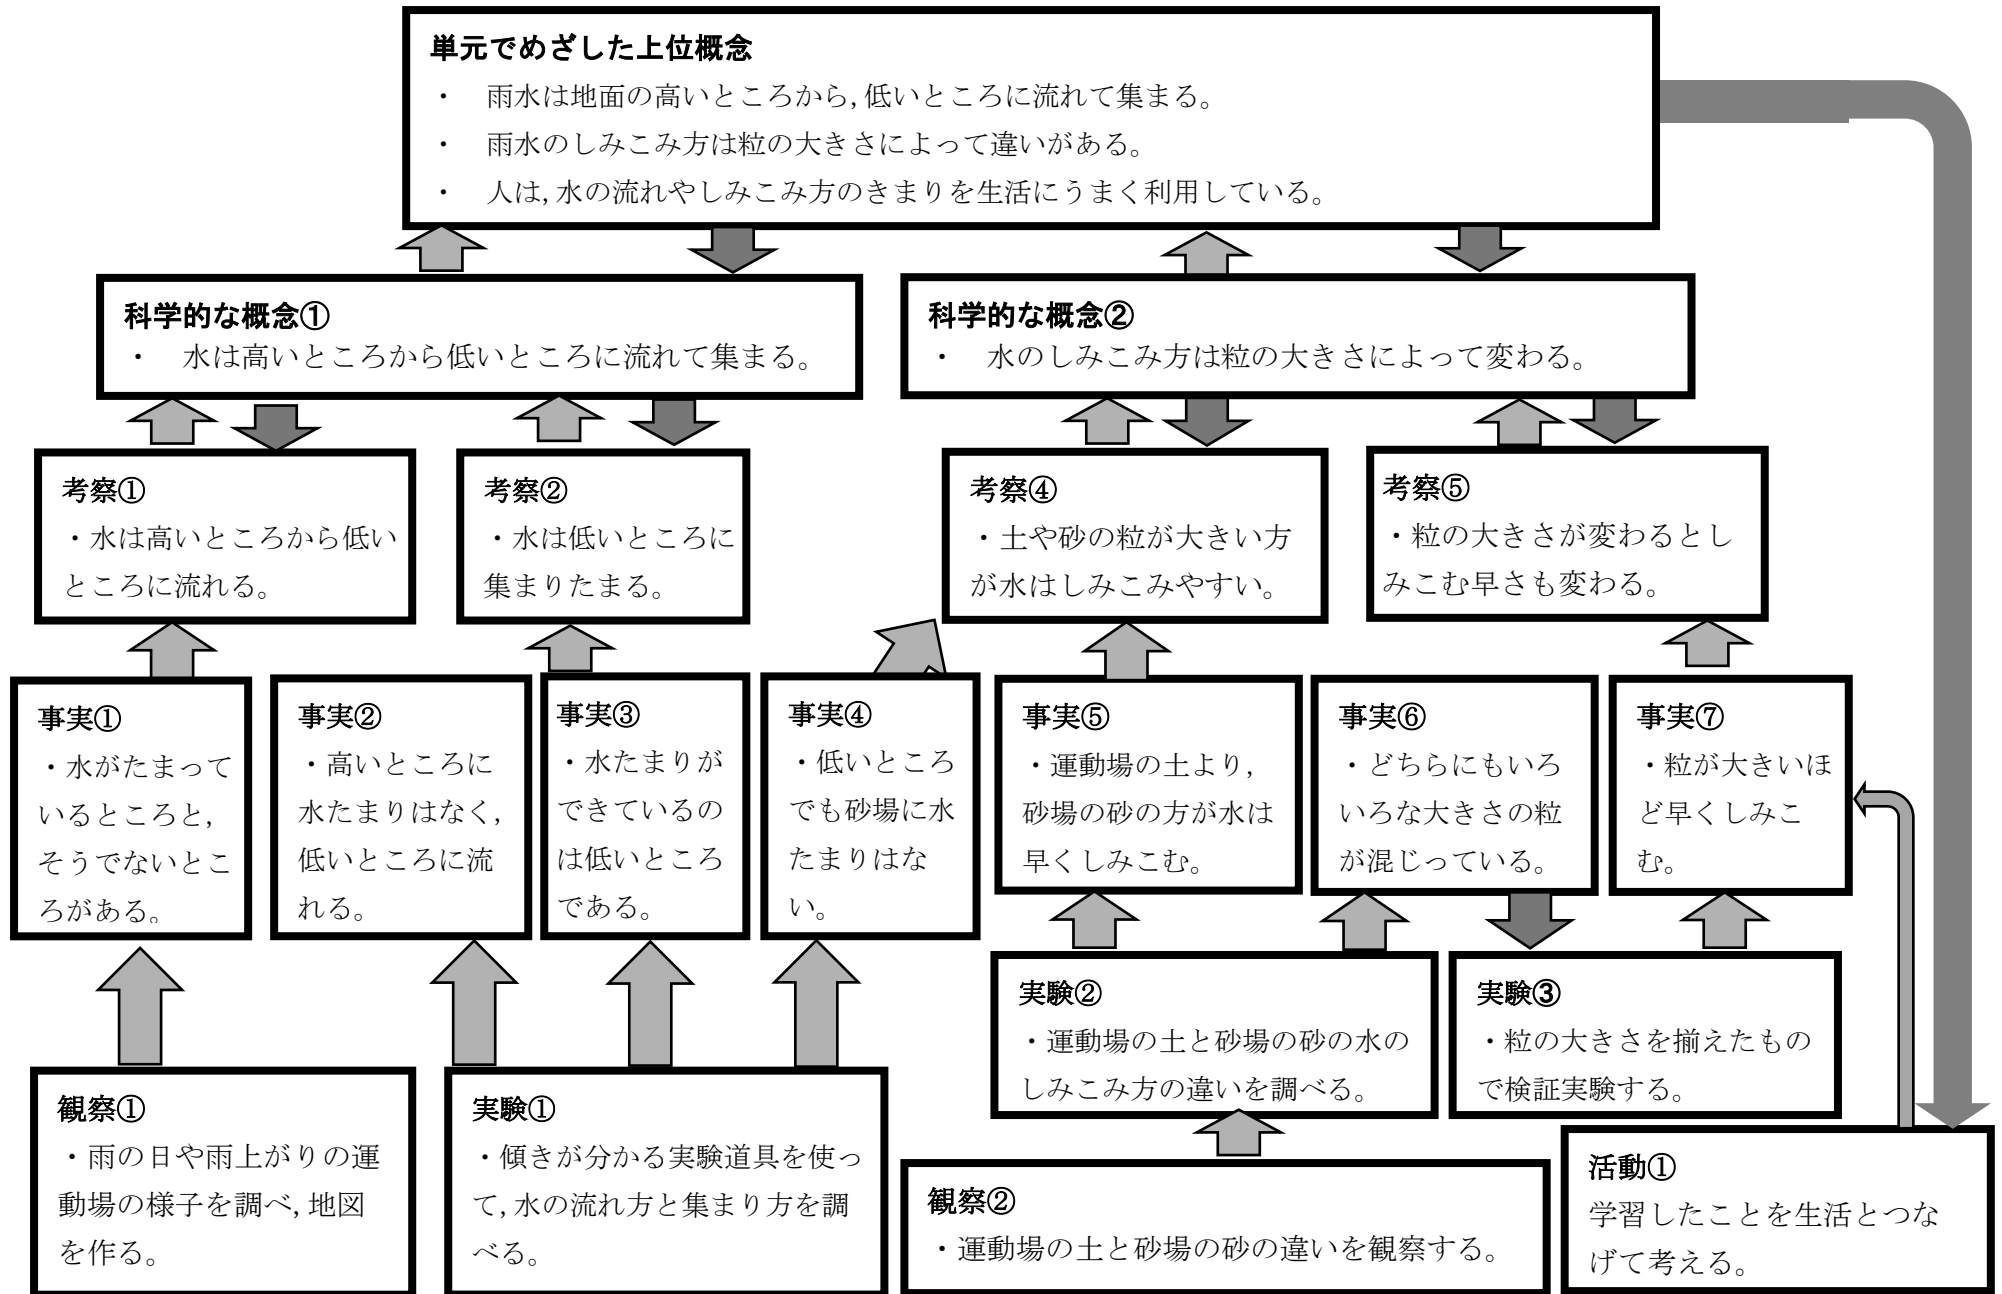 単元でめざした上位概念
・ 雨水は地面の高いところから,低いところに流れて集まる。
・ 雨水のしみこみ方は粒の大きさによって違いがある。
・ 人は,水の流れやしみこみ方のきまりを生活にうまく利用している。
科学的な概念①
・ 水は高いところから低いところに流れて集まる。
科学的な概念②
・ 水のしみこみ方は粒の大きさによって変わる。
考察①
・水は高いところから低い
ところに流れる。
考察②
・水は低いところに
集まりたまる。
考察④
・土や砂の粒が大きい方
が水はしみこみやすい。
考察⑤
・粒の大きさが変わるとし
みこむ早さも変わる。
事実①
・水がたまって
いるところと,
そうでないとこ
ろがある。
事実②
・高いところに
水たまりはなく,
低いところに流
れる。
事実③
・水たまりが
できているの
は低いところ
である。
事実④
・低いところ
でも砂場に水
たまりはな
い。
事実⑤
・運動場の土より,
砂場の砂の方が水は
早くしみこむ。
事実⑥
・どちらにもいろ
いろな大きさの粒
が混じっている。
事実⑦
・粒が大きいほ
ど早くしみこ
む。
実験②
・運動場の土と砂場の砂の水の
しみこみ方の違いを調べる。
実験③
・粒の大きさを揃えたもの
で検証実験する。
観察①
・雨の日や雨上がりの運
動場の様子を調べ,地図
を作る。
実験①
・傾きが分かる実験道具を使っ
て,水の流れ方と集まり方を調
べる。
観察②
・運動場の土と砂場の砂の違いを観察する。
活動①
学習したことを生活とつな
げて考える。